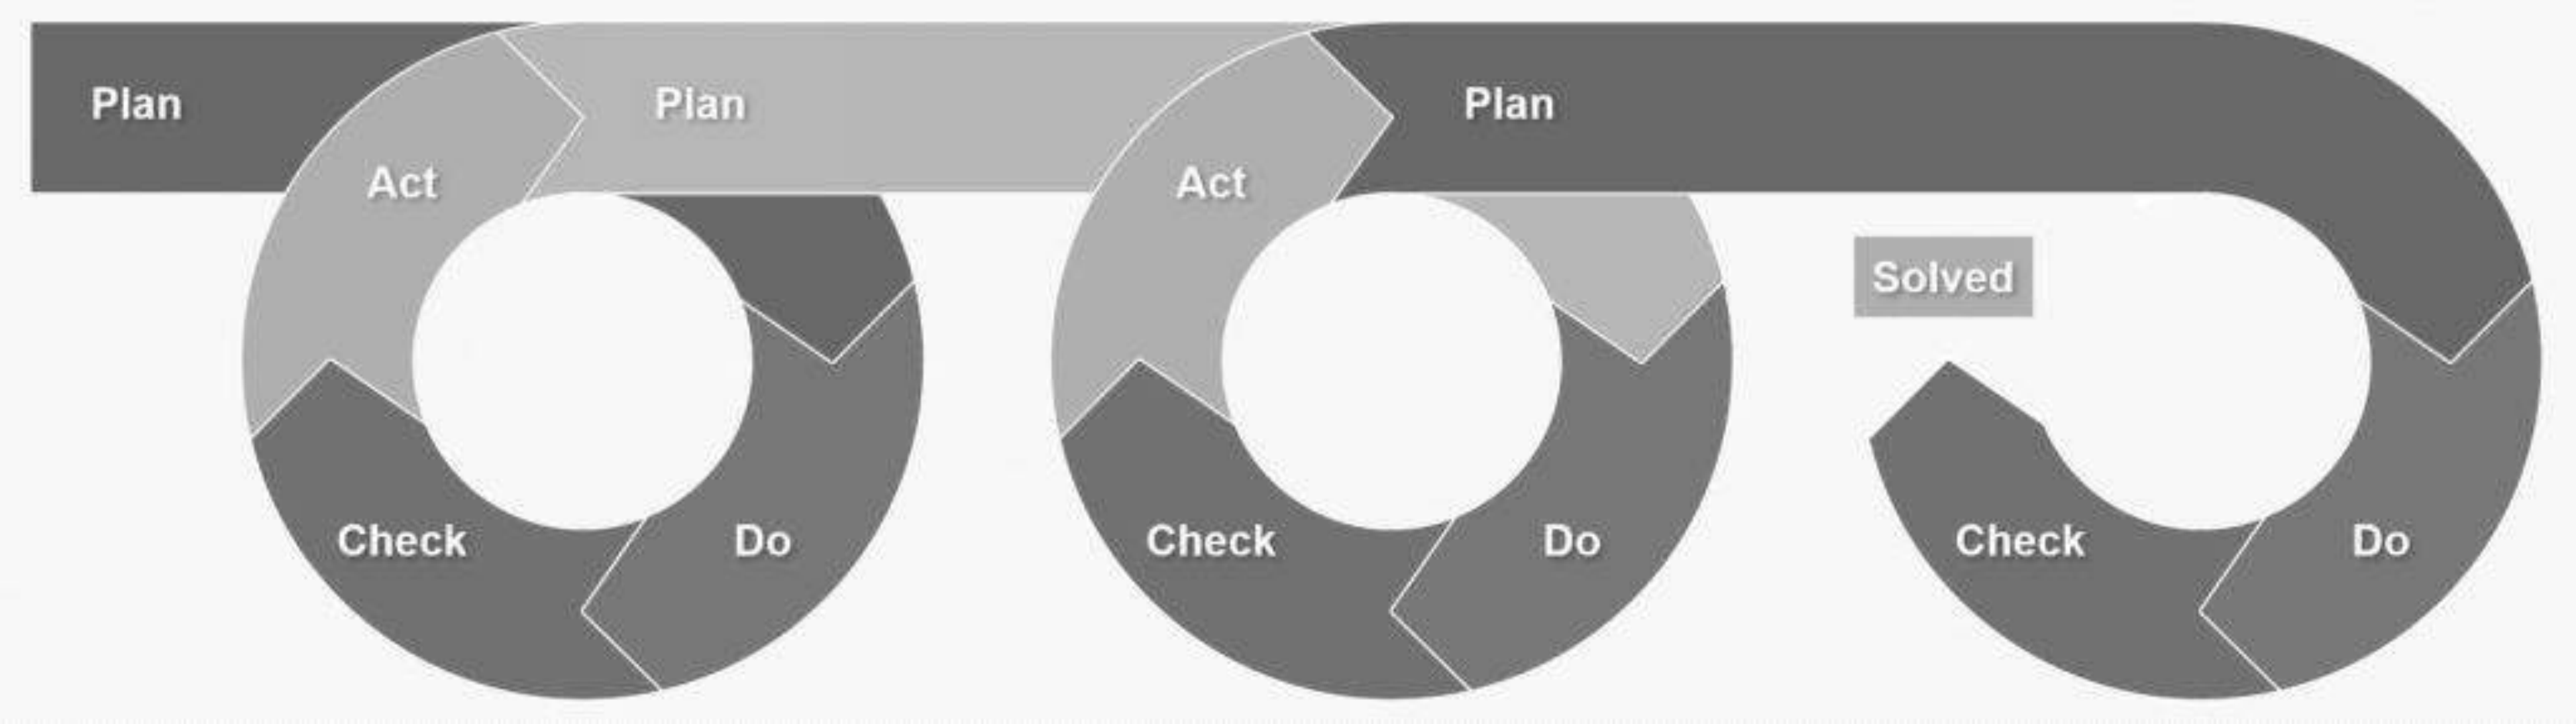 Plan
Act
Check
Do
Plan
Act
Check
Do
Plan
Do
Check
Solved